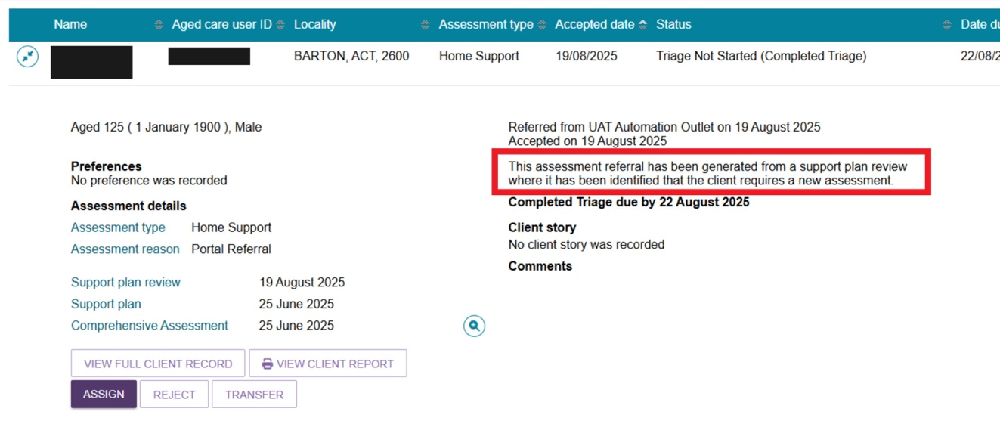 Name Aged care user ID Locality Assessment type Accepted date Status Date
BARTON, ACT, 2600 Home Support 19/08/2025 Triage Not Started (Completed Triage) 22/08/
Aged 125 ( 1 January 1900 ), Male
Preferences
No preference was recorded
Assessment details
Assessment type Home Support
Assessment reason Portal Referral
Support plan review 19 August 2025
Support plan 25 June 2025
Comprehensive Assessment 25 June 2025
VIEW FULL CLIENT RECORD VIEW CLIENT REPORT
ASSIGN REJECT TRANSFER
Referred from UAT Automation Outlet on 19 August 2025
Accepted on 19 August 2025
This assessment referral has been generated from a support plan review
where it has been identified that the client requires a new assessment.
Completed Triage due by 22 August 2025
Client story
No client story was recorded
Comments